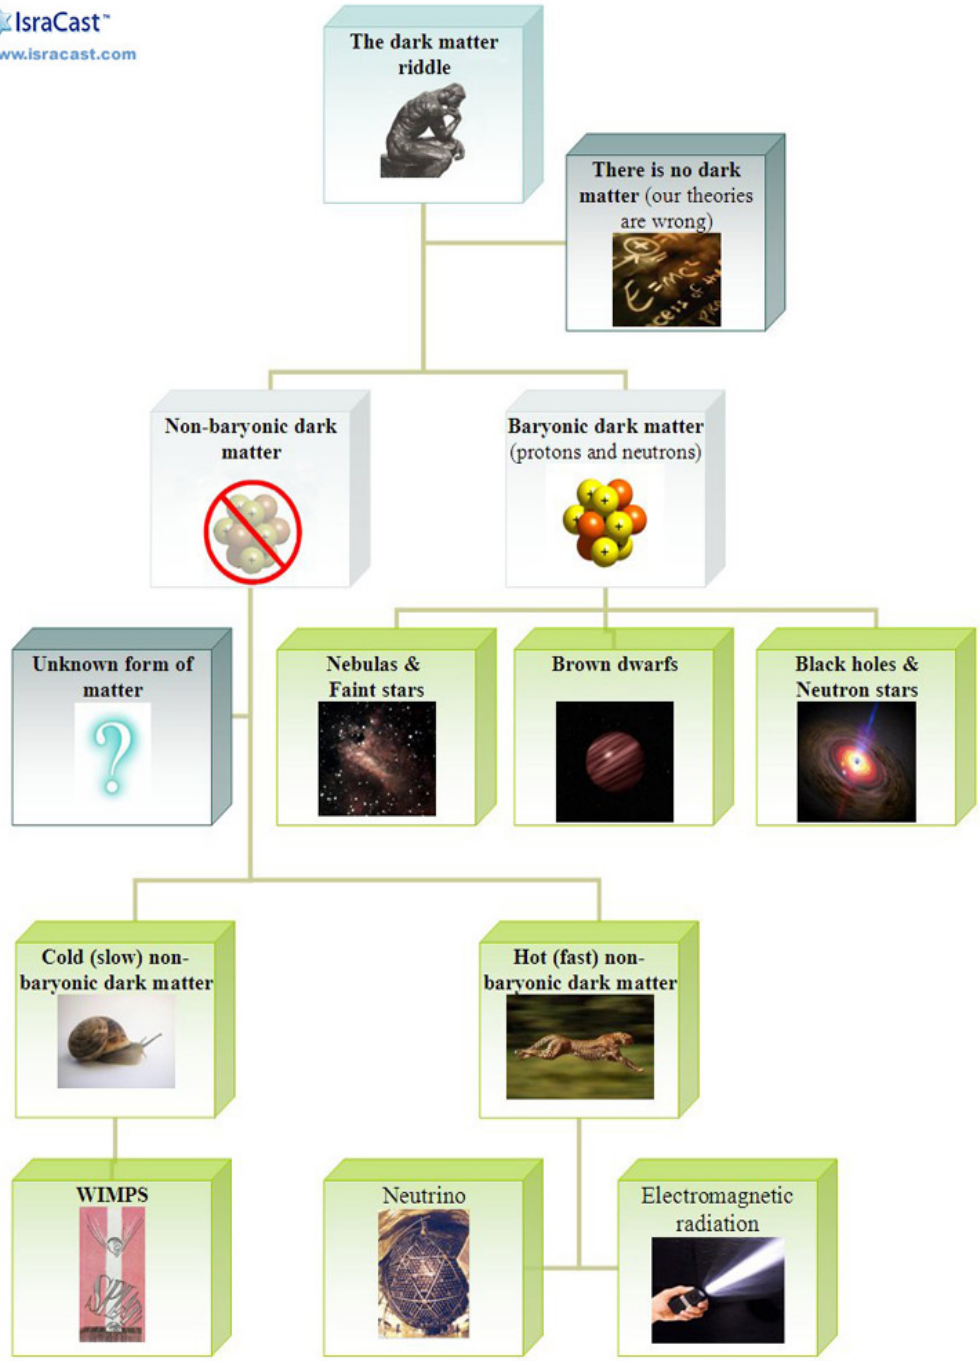 IsraCast™
www.isracast.com
The dark matter
riddle
There is no dark
matter (our theories
are wrong)
E=mc²
Non-baryonic dark
matter
Baryonic dark matter
(protons and neutrons)
Unknown form of
matter
?
Nebulas &
Faint stars
Brown dwarfs
Black holes &
Neutron stars
Cold (slow) non-
baryonic dark matter
Hot (fast) non-
baryonic dark matter
WIMPS
Neutrino
Electromagnetic
radiation